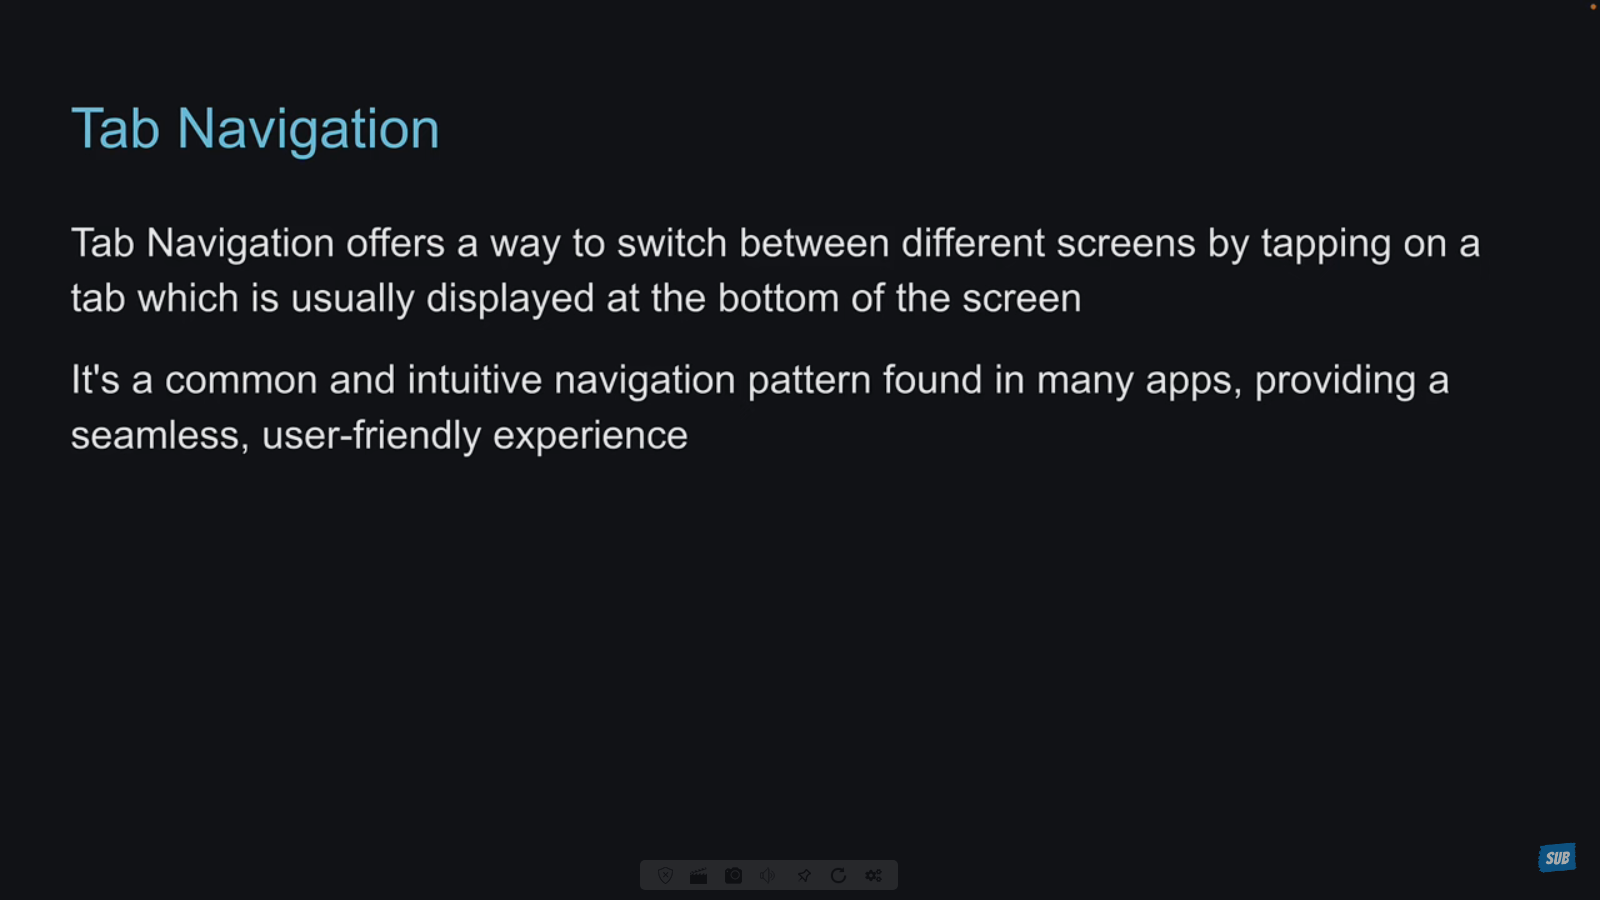 Tab Navigation
Tab Navigation offers a way to switch between different screens by tapping on a
tab which is usually displayed at the bottom of the screen
It's a common and intuitive navigation pattern found in many apps, providing a
seamless, user-friendly experience
SUB